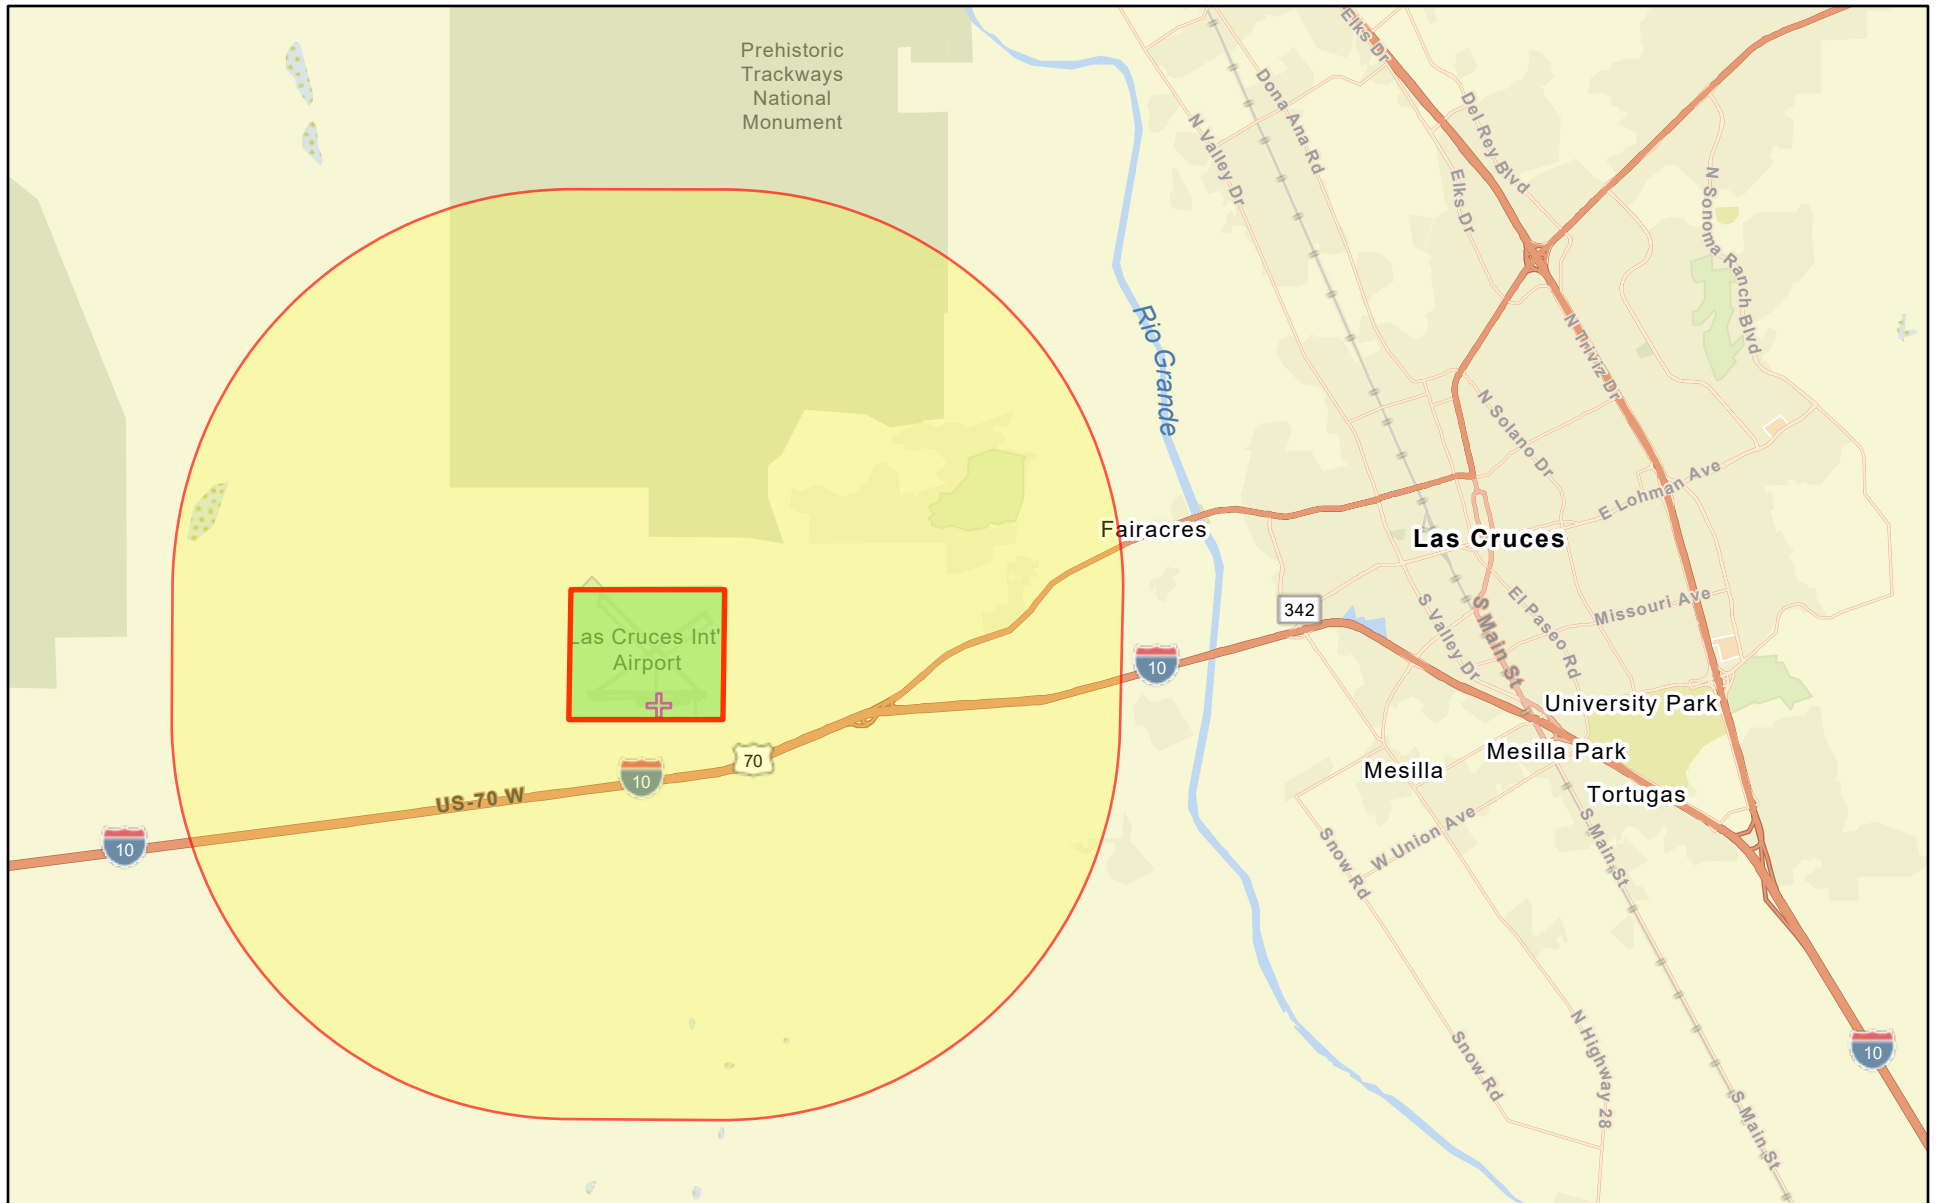 Prehistoric
Trackways
National
Monument
Elks Dr
Dona Ana Rd
N Valley Dr
Del Rey Blvd
Elks Dr
N Sonoma Ranch Blvd
Rio Grande
N Triviz Dr
N Solano Dr
E Lohman Ave
Fairacres
Las Cruces
342
S Valley Dr
S Main St
El Paseo Rd
Missouri Ave
Las Cruces Int'
Airport
10
University Park
Mesilla Park
Mesilla
Tortugas
70
10
US-70 W
10
W Union Ave
Snow Rd
S Main St
Snow Rd
N Highway 28
10
S Main St